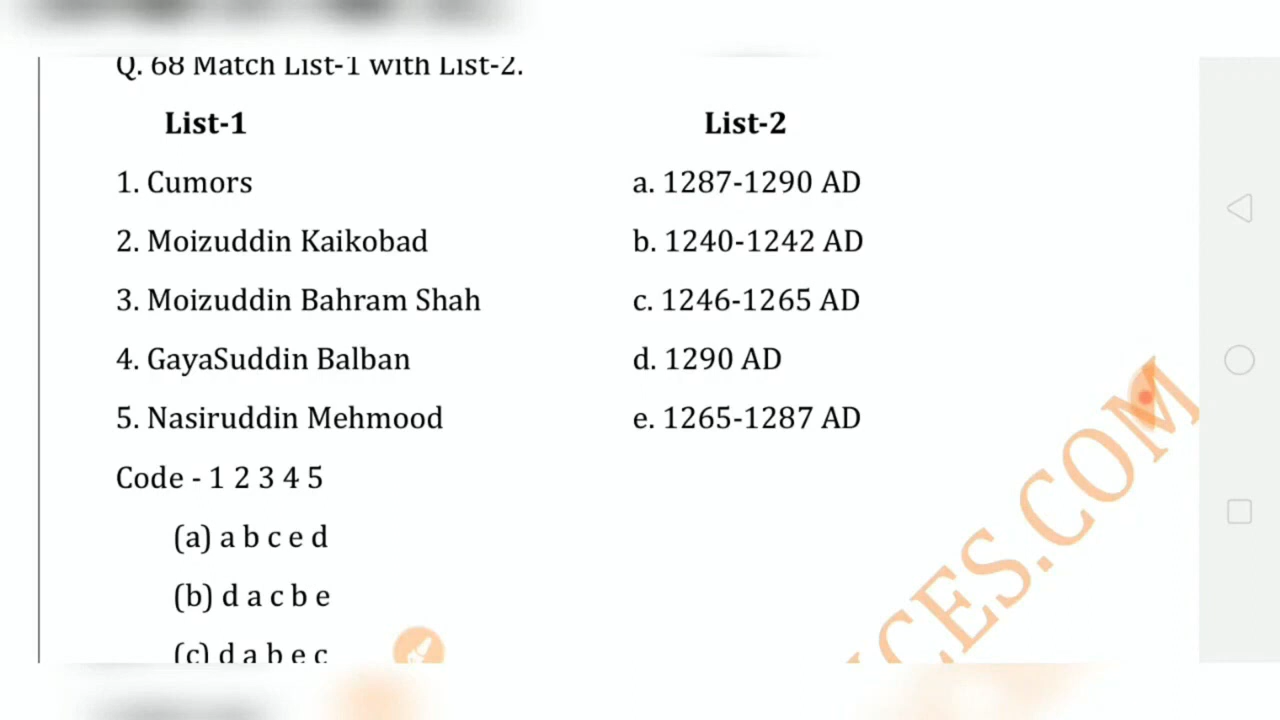 Q. 68 Match List-1 with List-2.
List-1 List-2
1. Cumors a. 1287-1290 AD
2. Moizuddin Kaikobad b. 1240-1242 AD
3. Moizuddin Bahram Shah c. 1246-1265 AD
4. GayaSuddin Balban d. 1290 AD
5. Nasiruddin Mehmood e. 1265-1287 AD
Code - 1 2 3 4 5
(a) a b c e d
(b) d a c b e
(c) d a b e c
CES.COM